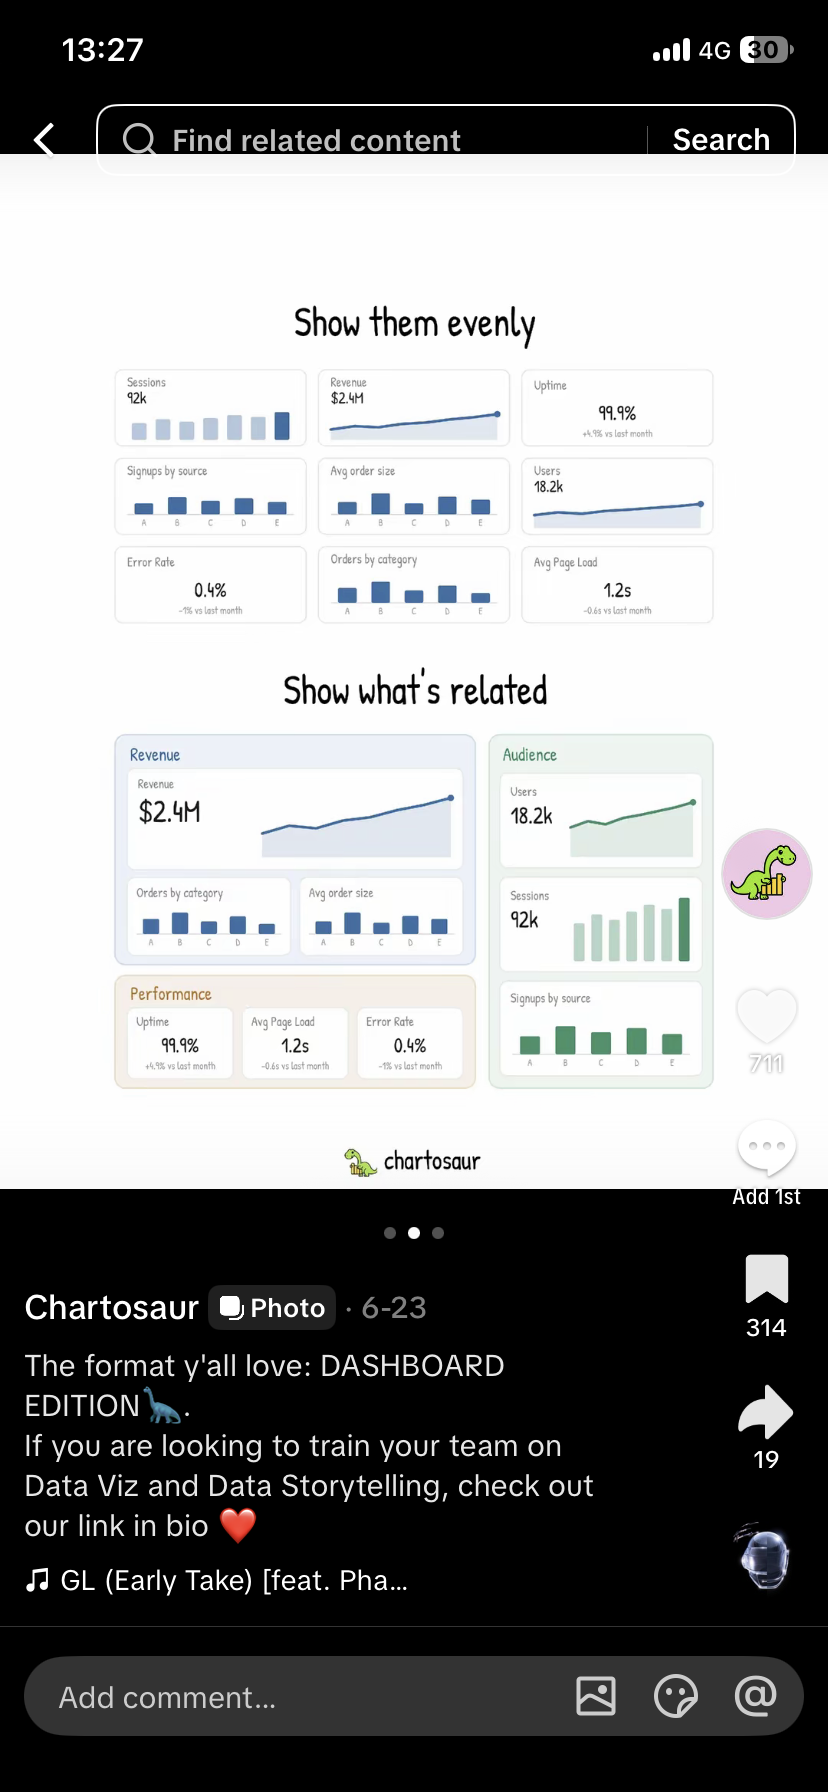 13:27
4G
30
Find related content
Search
Show them evenly
Sessions
92k
Revenue
$2.4M
Uptime
99.9%
+4.9% vs last month
Signups by source
A B C D E
Avg order size
A B C D E
Users
18.2k
Error Rate
0.4%
-1% vs last month
Orders by category
A B C D E
Avg Page Load
1.2s
-0.6s vs last month
Show what's related
Revenue
Revenue
$2.4M
Orders by category
A B C D E
Avg order size
A B C D E
Performance
Uptime
99.9%
+4.9% vs last month
Avg Page Load
1.2s
-0.6s vs last month
Error Rate
0.4%
-1% vs last month
Audience
Users
18.2k
Sessions
92k
Signups by source
A B C D E
chartosaur
711
Add 1st
314
19
Chartosaur Photo · 6-23
The format y'all love: DASHBOARD
EDITION🦕.
If you are looking to train your team on
Data Viz and Data Storytelling, check out
our link in bio ❤️
GL (Early Take) [feat. Pha...
Add comment...